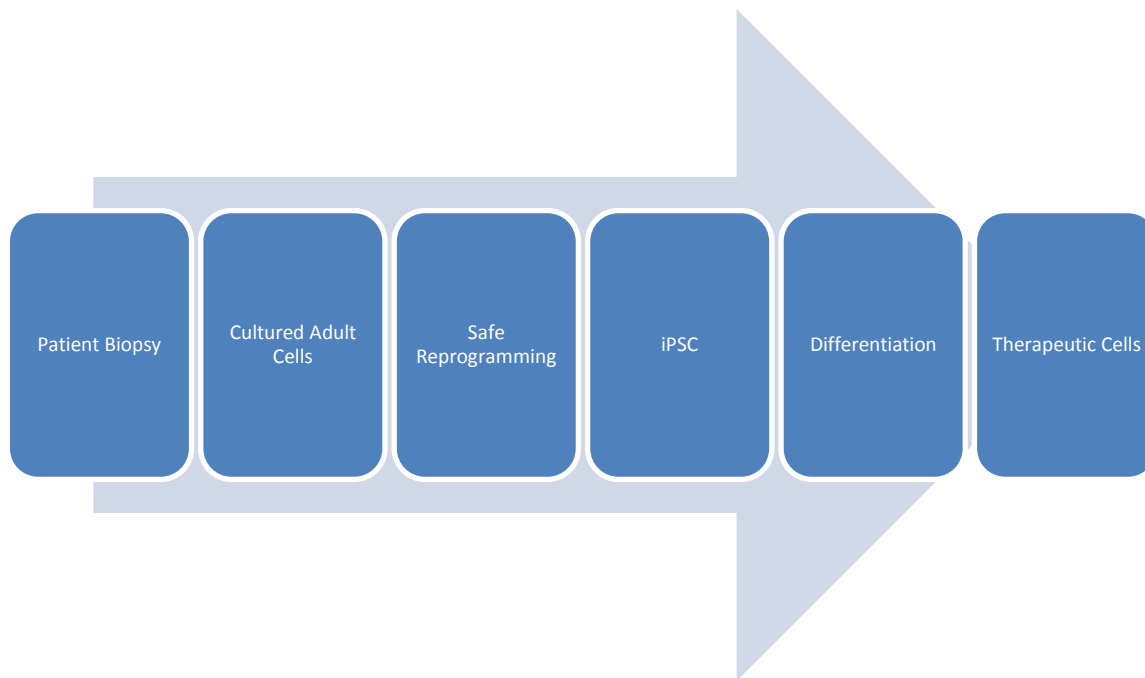 Patient Biopsy
Cultured Adult
Cells
Safe
Reprogramming
iPSC
Differentiation
Therapeutic Cells